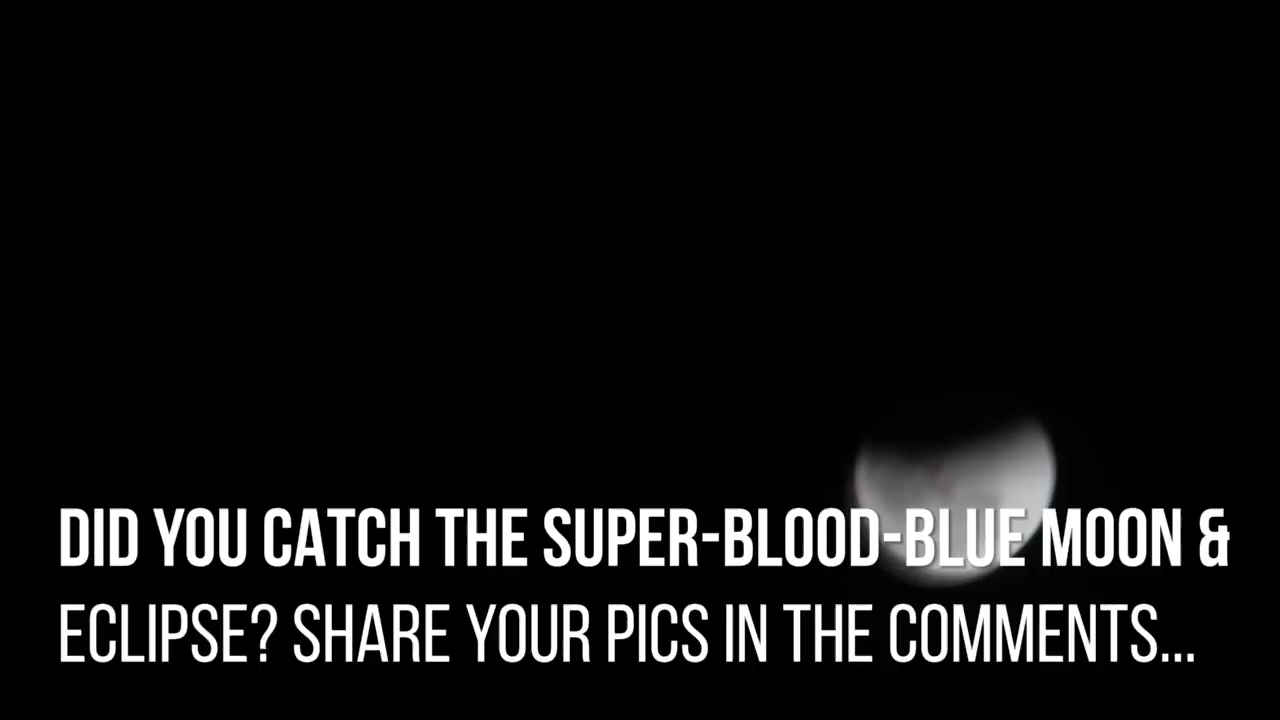 DID YOU CATCH THE SUPER-BLOOD-BLUE MOON &
ECLIPSE? SHARE YOUR PICS IN THE COMMENTS...